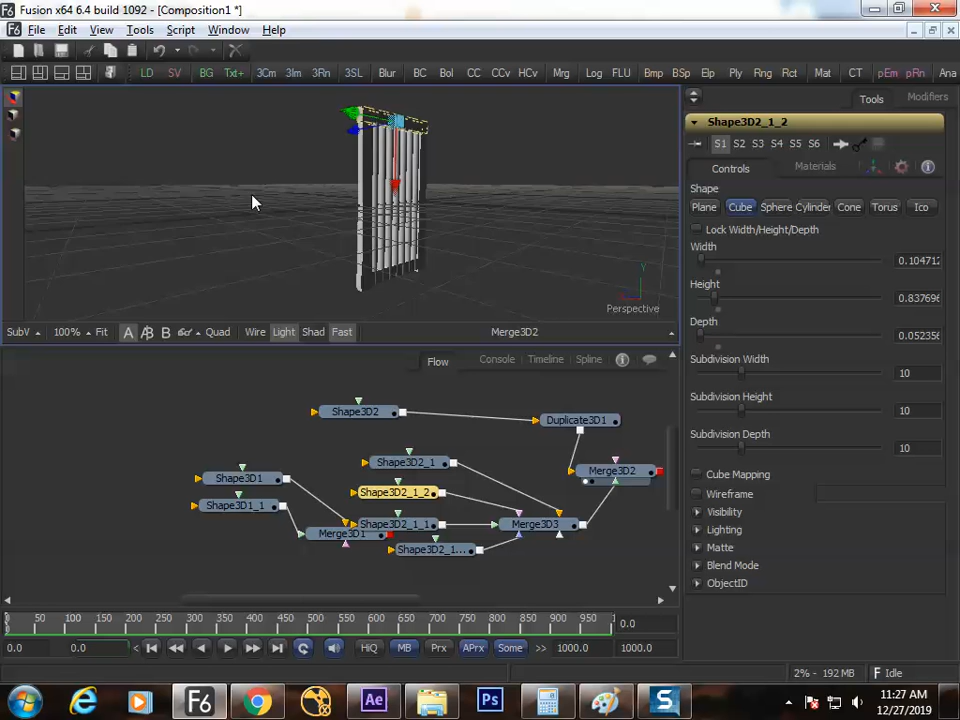 Fusion x64 6.4 build 1092 - [Composition1 *]
File Edit View Tools Script Window Help
LD SV BG Txt+ 3Cm 3Im 3Rn 3SL Blur BC Bol CC CCv HCv Mrg Log FLU Bmp BSp Elp Ply Rng Rct Mat CT pEm pRn Ana
Tools Modifiers
Shape3D2_1_2
S1 S2 S3 S4 S5 S6
Controls Materials
Shape
Plane Cube Sphere Cylinder Cone Torus Ico
Lock Width/Height/Depth
Width
0.104712
Height
0.837696
Depth
0.052356
Subdivision Width
10
Subdivision Height
10
Subdivision Depth
10
Cube Mapping
Wireframe
Visibility
Lighting
Matte
Blend Mode
ObjectID
Y
Perspective
SubV 100% Fit A B Quad Wire Light Shad Fast Merge3D2
Flow Console Timeline Spline
Shape3D2
Duplicate3D1
Shape3D2_1
Merge3D2
Shape3D1
Shape3D2_1_2
Shape3D1_1
Shape3D2_1_1
Merge3D3
Merge3D1
Shape3D2_1...
0 50 100 150 200 250 300 350 400 450 500 550 600 650 700 750 800 850 900 950
0.0
0.0 0.0 HiQ MB Prx APrx Some >> 1000.0 1000.0
2% - 192 MB Idle
F6 Ae Ps S
11:27 AM
12/27/2019